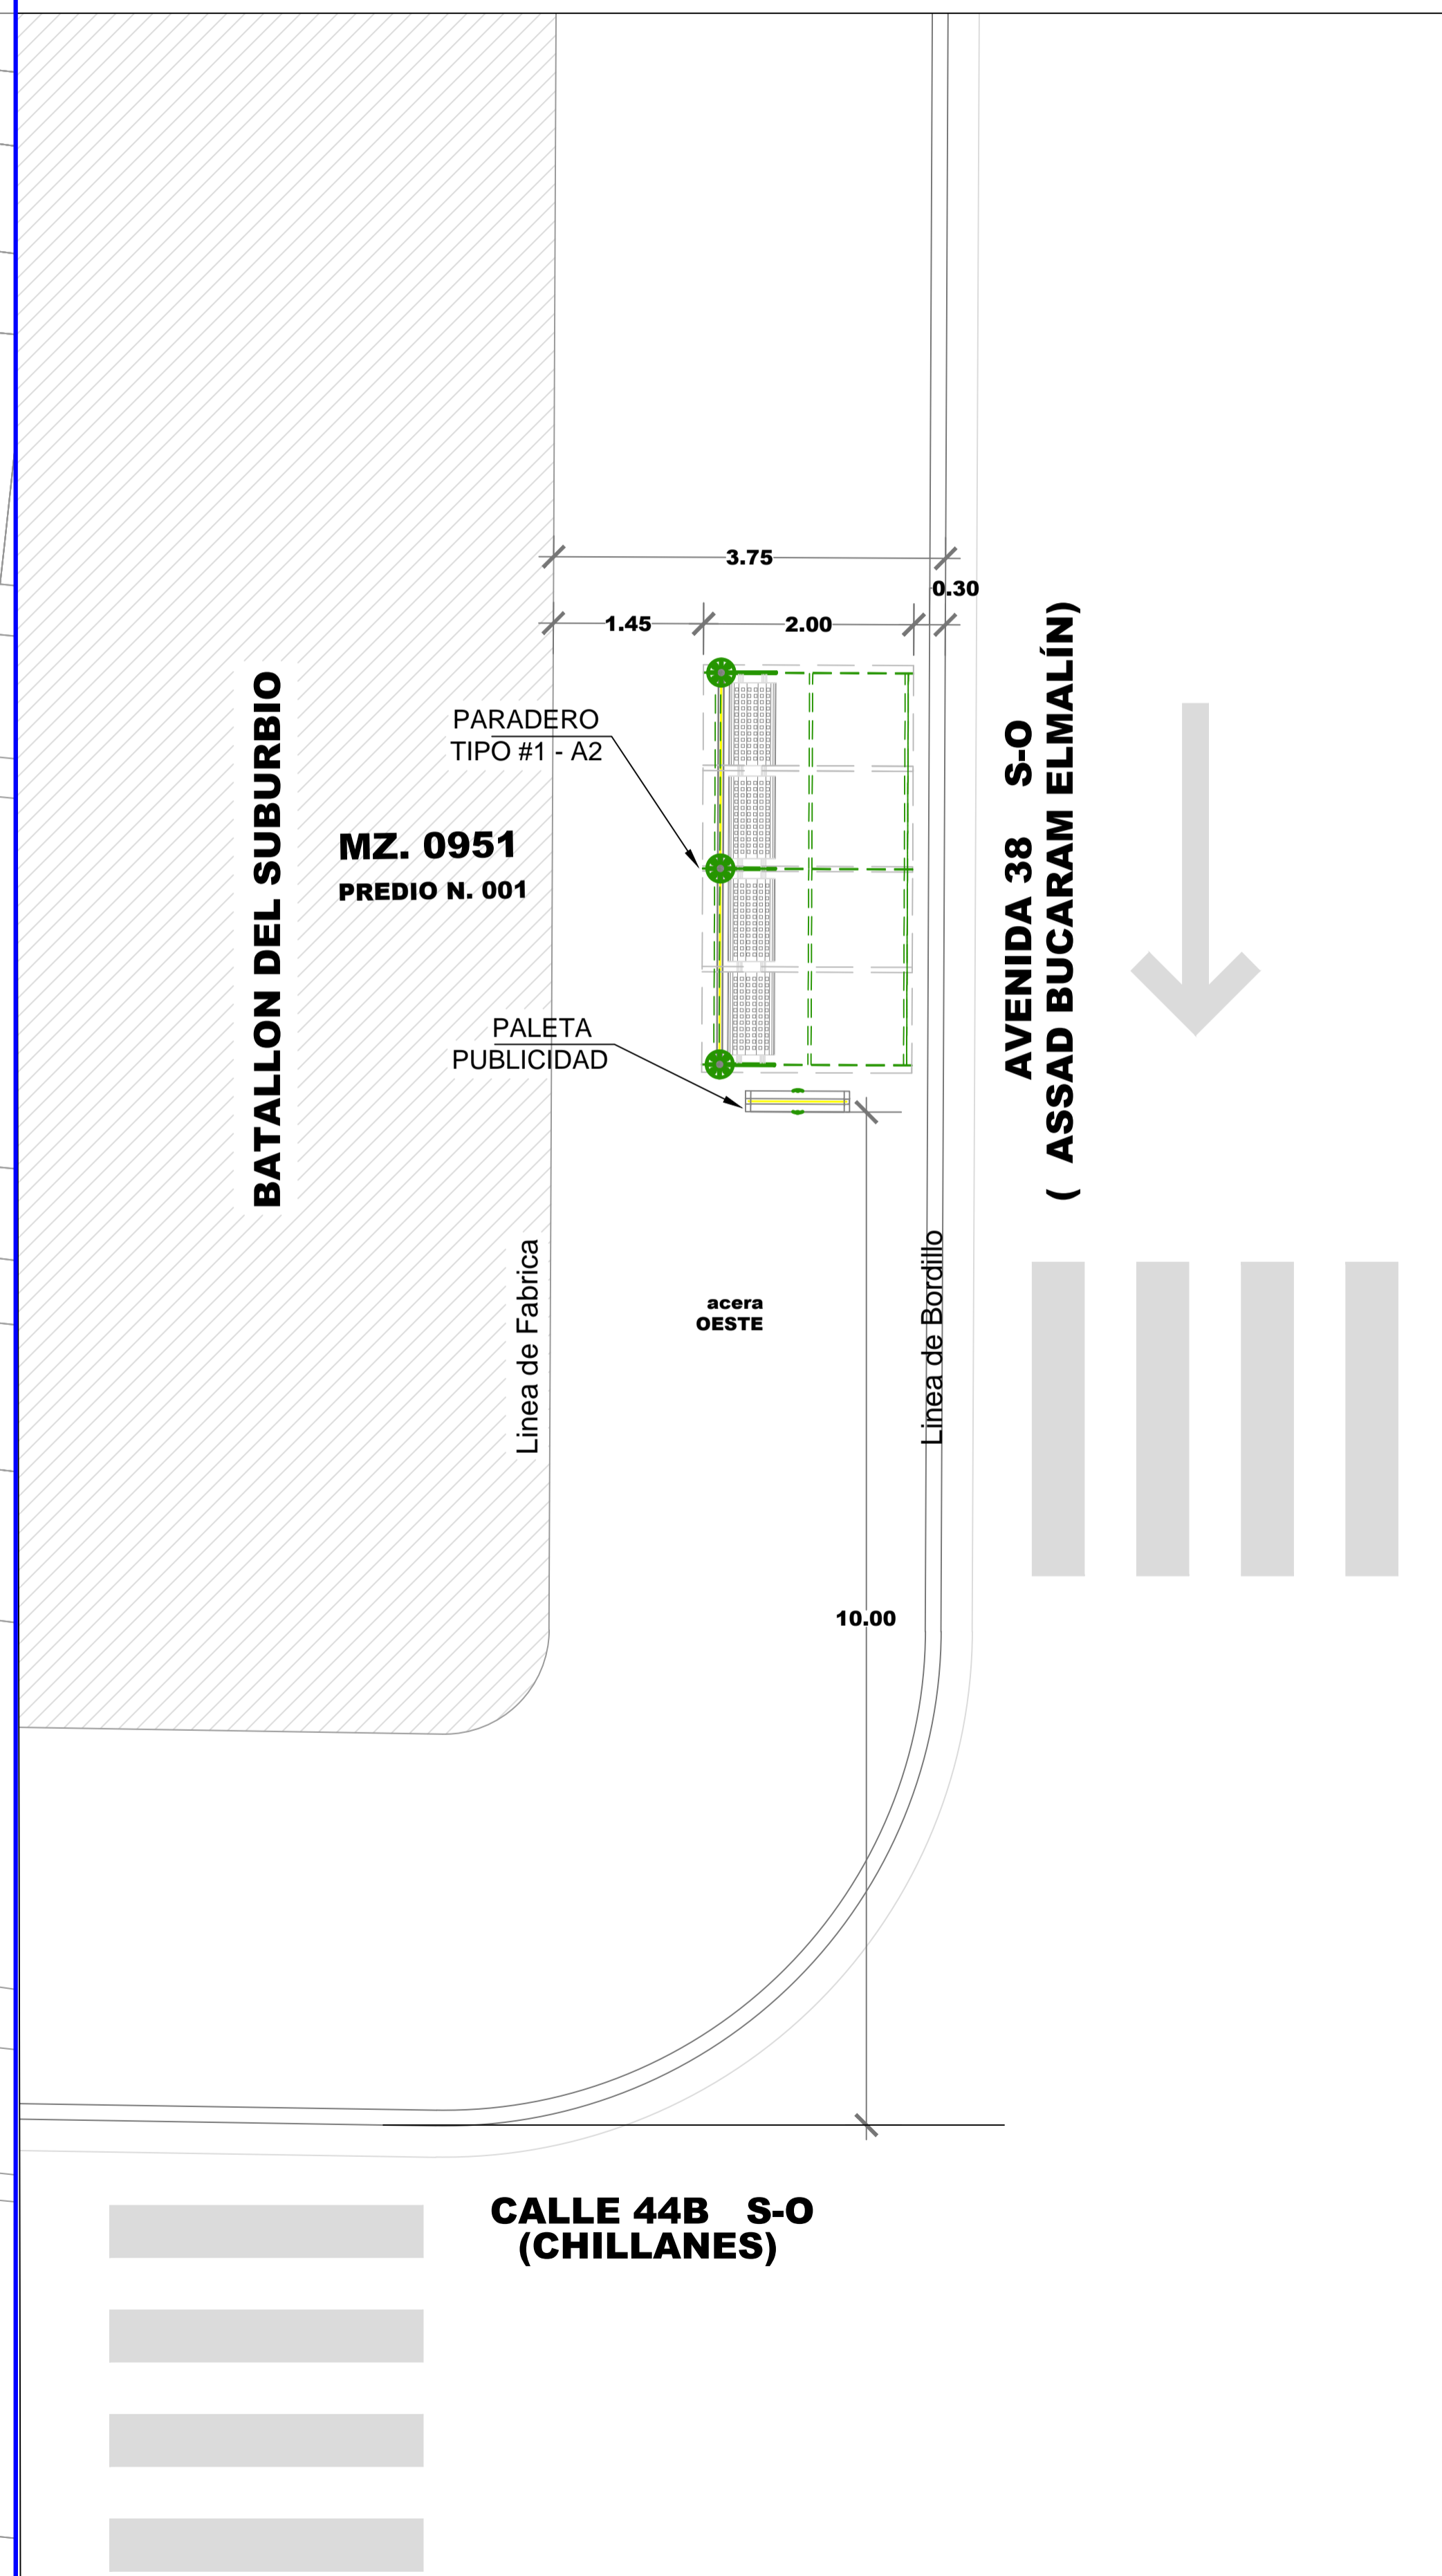 3.75
0.30
1.45
2.00
PARADERO
TIPO #1 - A2
BATALLON DEL SUBURBIO
MZ. 0951
PREDIO N. 001
AVENIDA 38 S-O
( ASSAD BUCARAM ELMALÍN)
PALETA
PUBLICIDAD
Linea de Fabrica
acera
OESTE
Linea de Bordillo
10.00
CALLE 44B S-O
(CHILLANES)